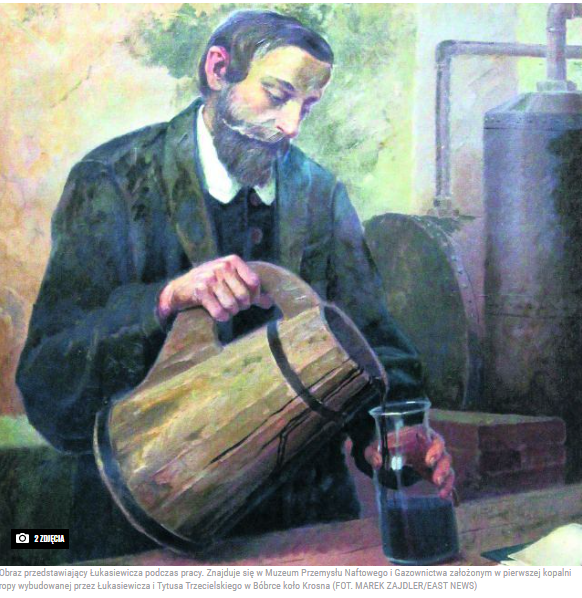 2 ZDJĘCIA
Obraz przedstawiający Łukasiewicza podczas pracy. Znajduje się w Muzeum Przemysłu Naftowego i Gazownictwa założonym w pierwszej kopalni
ropy wybudowanej przez Łukasiewicza i Tytusa Trzecielskiego w Bóbrce koło Krosna (FOT. MAREK ZAJDLER/EAST NEWS)